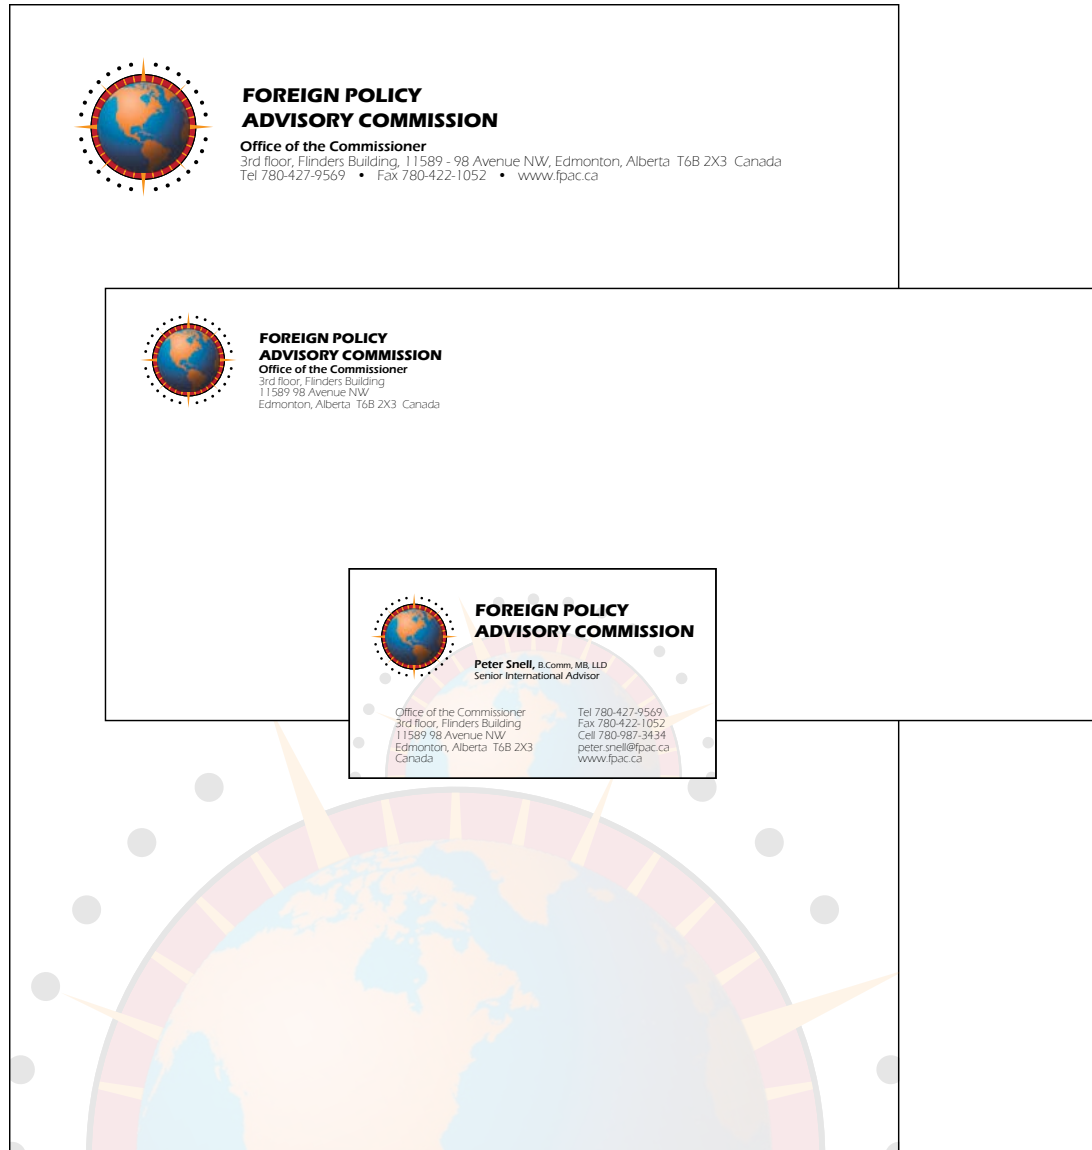 FOREIGN POLICY
ADVISORY COMMISSION
Office of the Commissioner
3rd floor, Flinders Building, 11589 - 98 Avenue NW, Edmonton, Alberta  T6B 2X3  Canada
Tel 780-427-9569  •  Fax 780-422-1052  •  www.fpac.ca
FOREIGN POLICY
ADVISORY COMMISSION
Office of the Commissioner
3rd floor, Flinders Building
11589 98 Avenue NW
Edmonton, Alberta  T6B 2X3  Canada
FOREIGN POLICY
ADVISORY COMMISSION
Peter Snell, B.Comm, MB, LLD
Senior International Advisor
Office of the Commissioner
3rd floor, Flinders Building
11589 98 Avenue NW
Edmonton, Alberta  T6B 2X3
Canada
Tel 780-427-9569
Fax 780-422-1052
Cell 780-987-3434
peter.snell@fpac.ca
www.fpac.ca